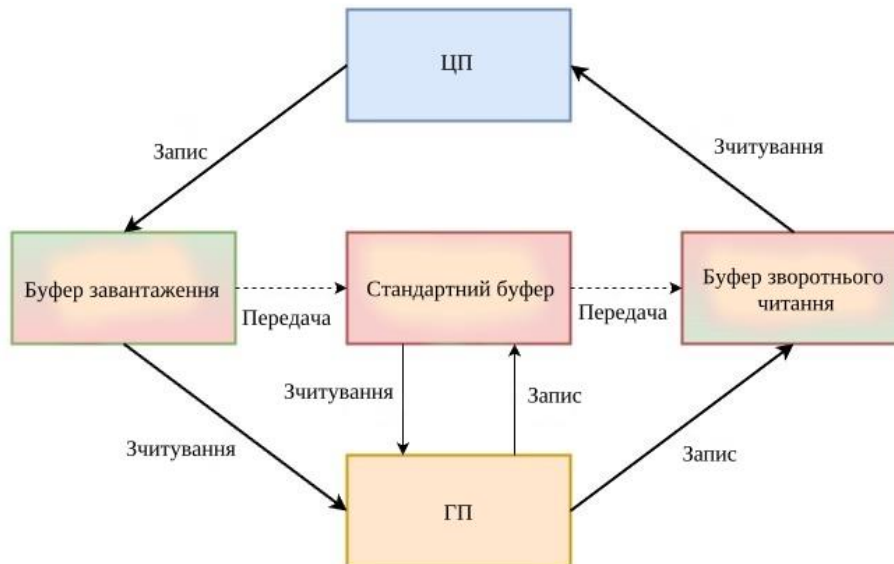 ЦП
Запис
Зчитування
Буфер завантаження
Передача
Стандартний буфер
Передача
Буфер зворотнього
читання
Зчитування
Зчитування
Запис
Запис
ГП